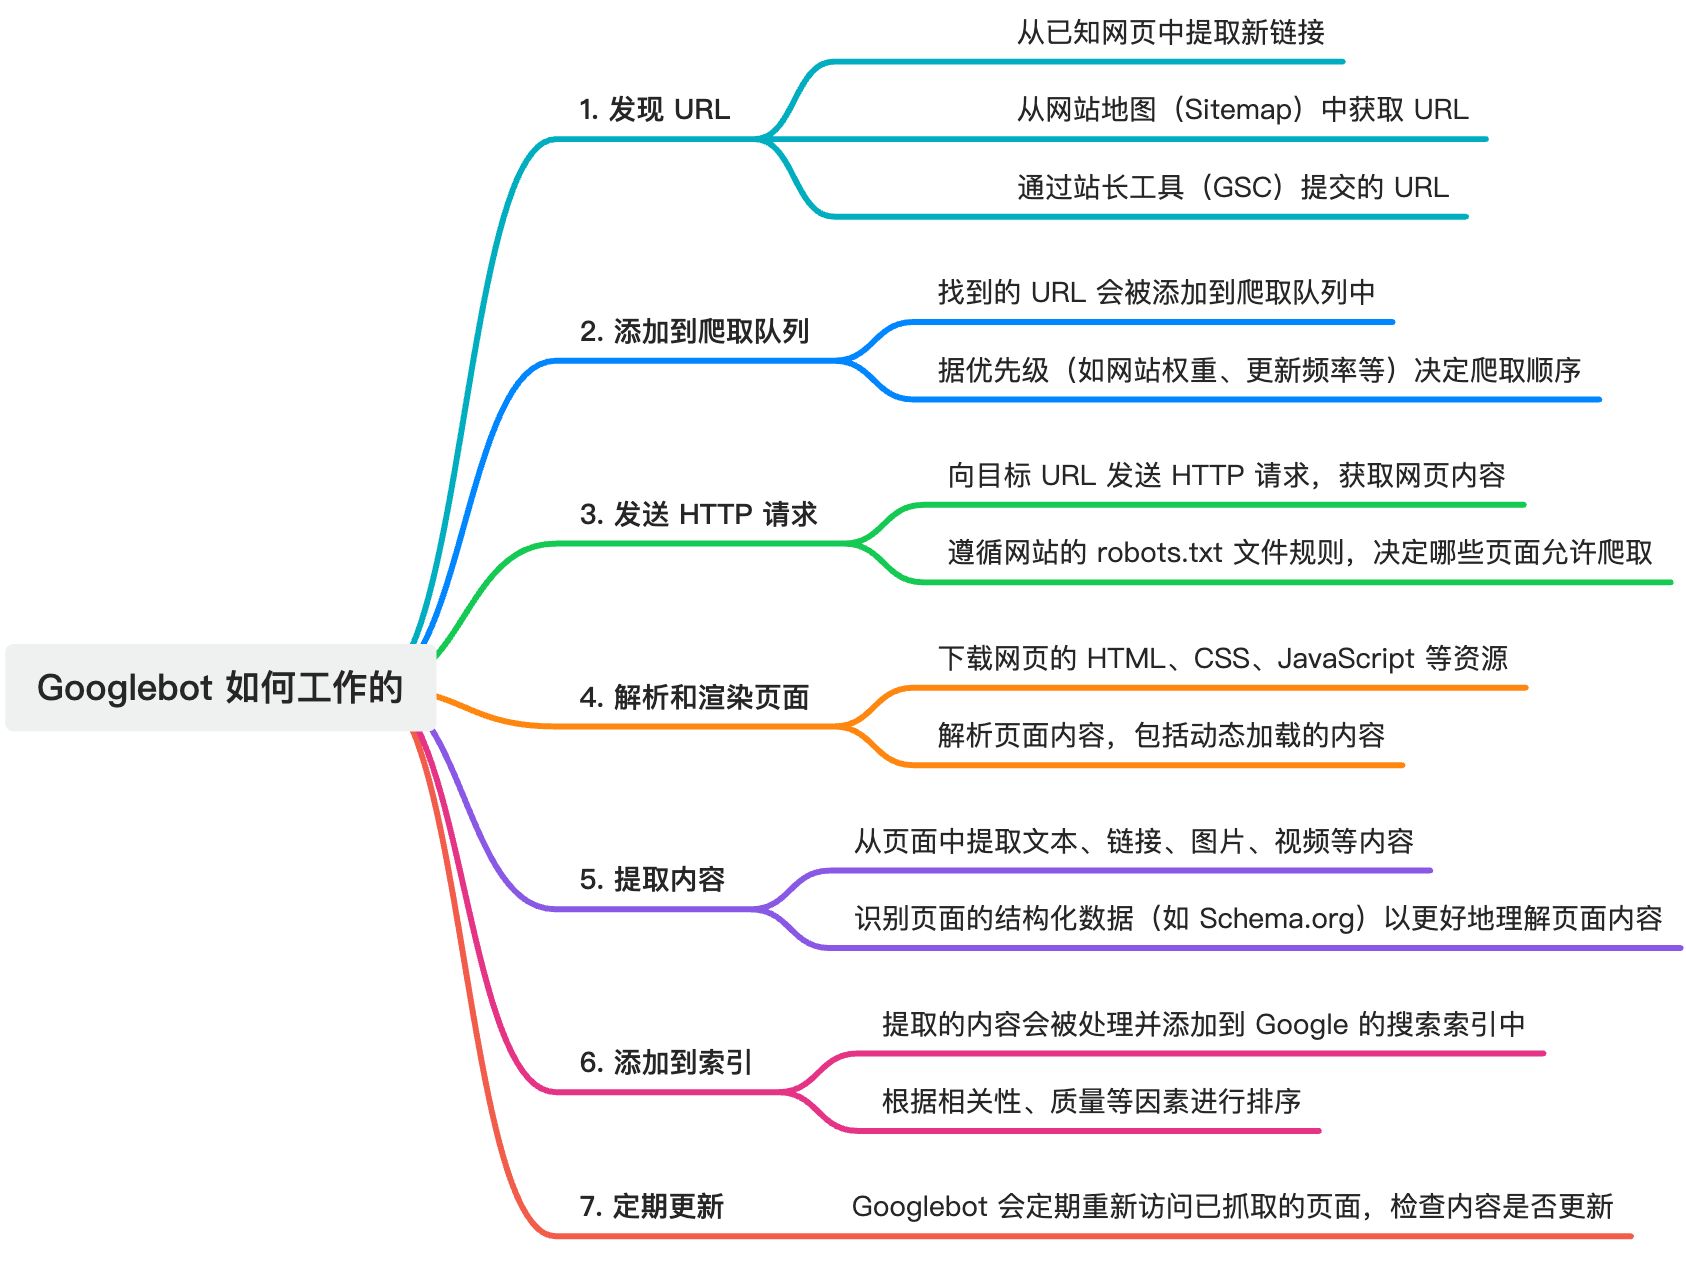 Googlebot 如何工作的
1. 发现 URL
从已知网页中提取新链接
从网站地图（Sitemap）中获取 URL
通过站长工具（GSC）提交的 URL
2. 添加到爬取队列
找到的 URL 会被添加到爬取队列中
据优先级（如网站权重、更新频率等）决定爬取顺序
3. 发送 HTTP 请求
向目标 URL 发送 HTTP 请求，获取网页内容
遵循网站的 robots.txt 文件规则，决定哪些页面允许爬取
4. 解析和渲染页面
下载网页的 HTML、CSS、JavaScript 等资源
解析页面内容，包括动态加载的内容
5. 提取内容
从页面中提取文本、链接、图片、视频等内容
识别页面的结构化数据（如 Schema.org）以更好地理解页面内容
6. 添加到索引
提取的内容会被处理并添加到 Google 的搜索索引中
根据相关性、质量等因素进行排序
7. 定期更新
Googlebot 会定期重新访问已抓取的页面，检查内容是否更新